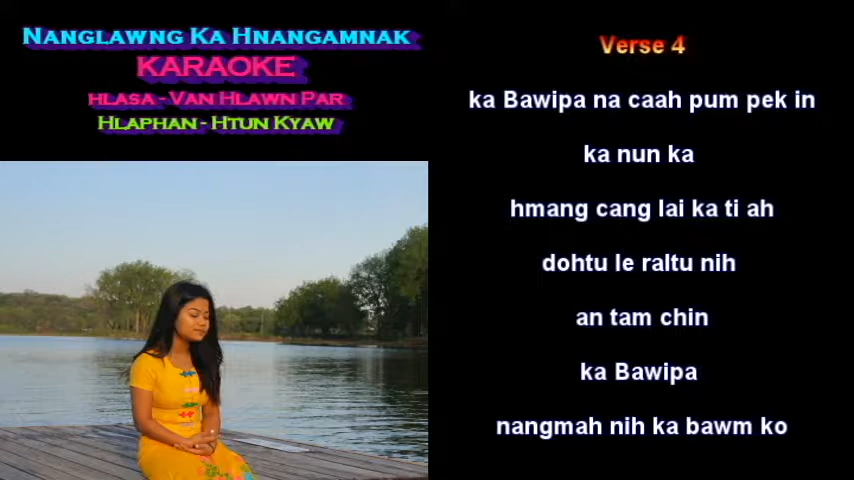 Nanglawng Ka Hnangamnak
KARAOKE
hlasa - Van Hlawn Par
Hlaphan - Htun Kyaw
Verse 4
ka Bawipa na caah pum pek in
ka nun ka
hmang cang lai ka ti ah
dohtu le raltu nih
an tam chin
ka Bawipa
nangmah nih ka bawm ko